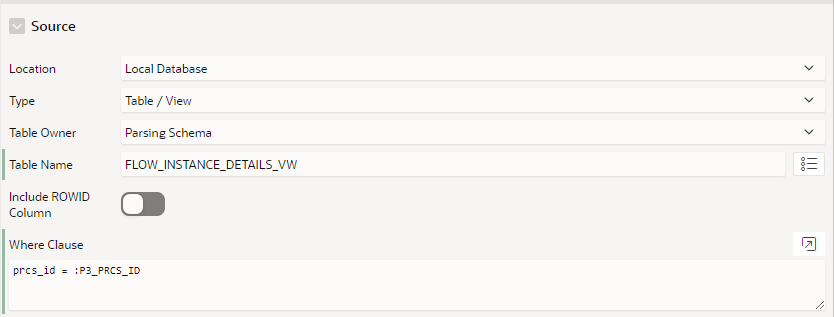 Source
Location Local Database
Type Table / View
Table Owner Parsing Schema
Table Name FLOW_INSTANCE_DETAILS_VW
Include ROWID
Column
Where Clause
prcs_id = :P3_PRCS_ID